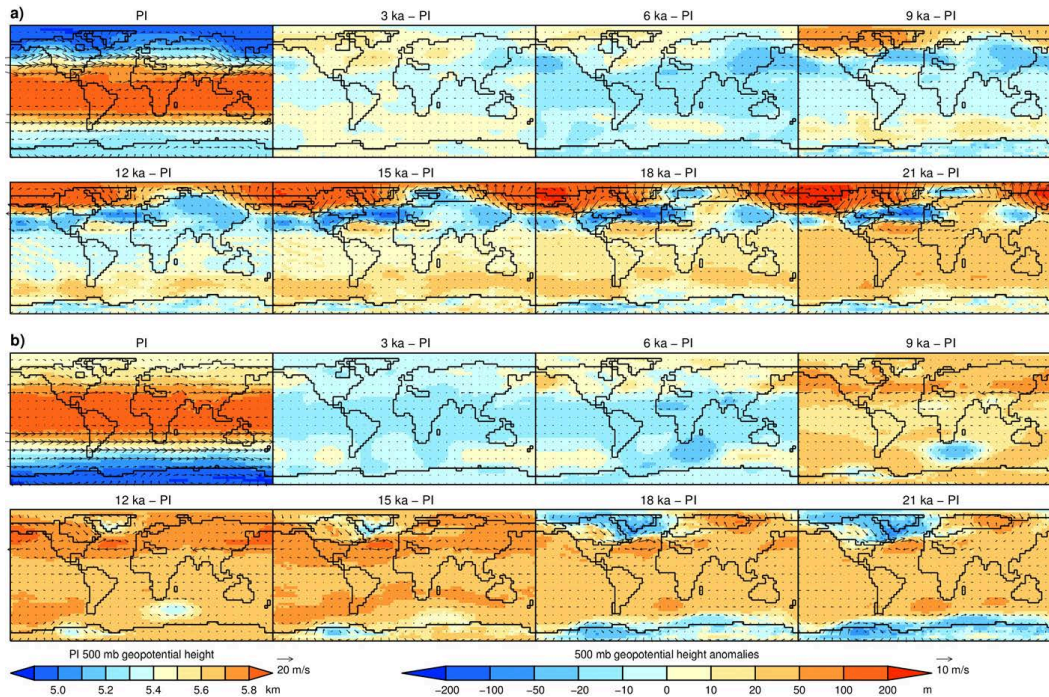 a)
PI
3 ka – PI
6 ka – PI
9 ka – PI
12 ka – PI
15 ka – PI
18 ka – PI
21 ka – PI
b)
PI
3 ka – PI
6 ka – PI
9 ka – PI
12 ka – PI
15 ka – PI
18 ka – PI
21 ka – PI
PI 500 mb geopotential height
20 m/s
5.0 5.2 5.4 5.6 5.8 km
500 mb geopotential height anomalies
10 m/s
−200 −100 −50 −20 −10 0 10 20 50 100 200 m